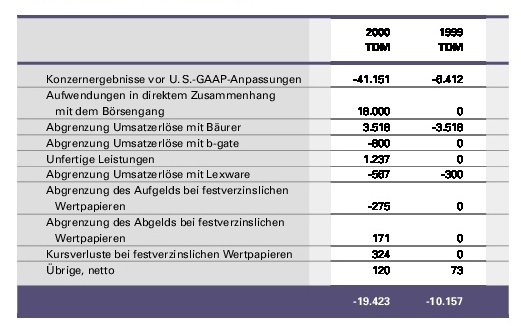 2000 1999
TDM TDM
Konzernergebnisse vor U.S.-GAAP-Anpassungen -41.151 -6.412
Aufwendungen in direktem Zusammenhang
mit dem Börsengang 18.000 0
Abgrenzung Umsatzerlöse mit Bäurer 3.518 -3.518
Abgrenzung Umsatzerlöse mit b-gate -800 0
Unfertige Leistungen 1.237 0
Abgrenzung Umsatzerlöse mit Lexware -567 -300
Abgrenzung des Aufgelds bei festverzinslichen
Wertpapieren -275 0
Abgrenzung des Abgelds bei festverzinslichen
Wertpapieren 171 0
Kursverluste bei festverzinslichen Wertpapieren 324 0
Übrige, netto 120 73
-19.423 -10.157